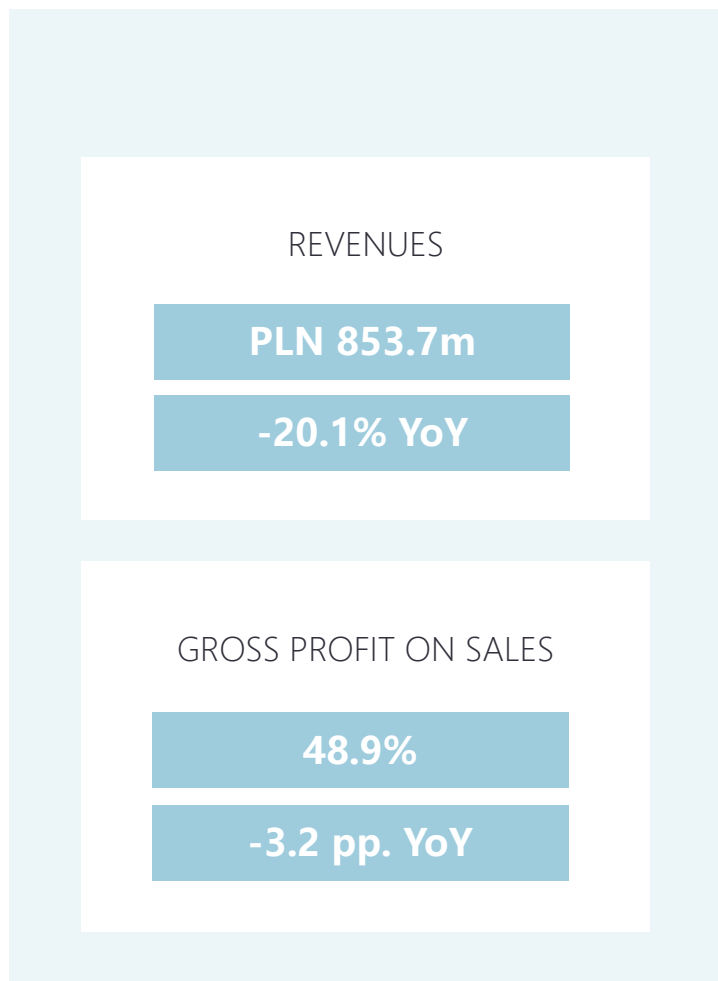 REVENUES
PLN 853.7m
-20.1% YoY
GROSS PROFIT ON SALES
48.9%
-3.2 pp. YoY